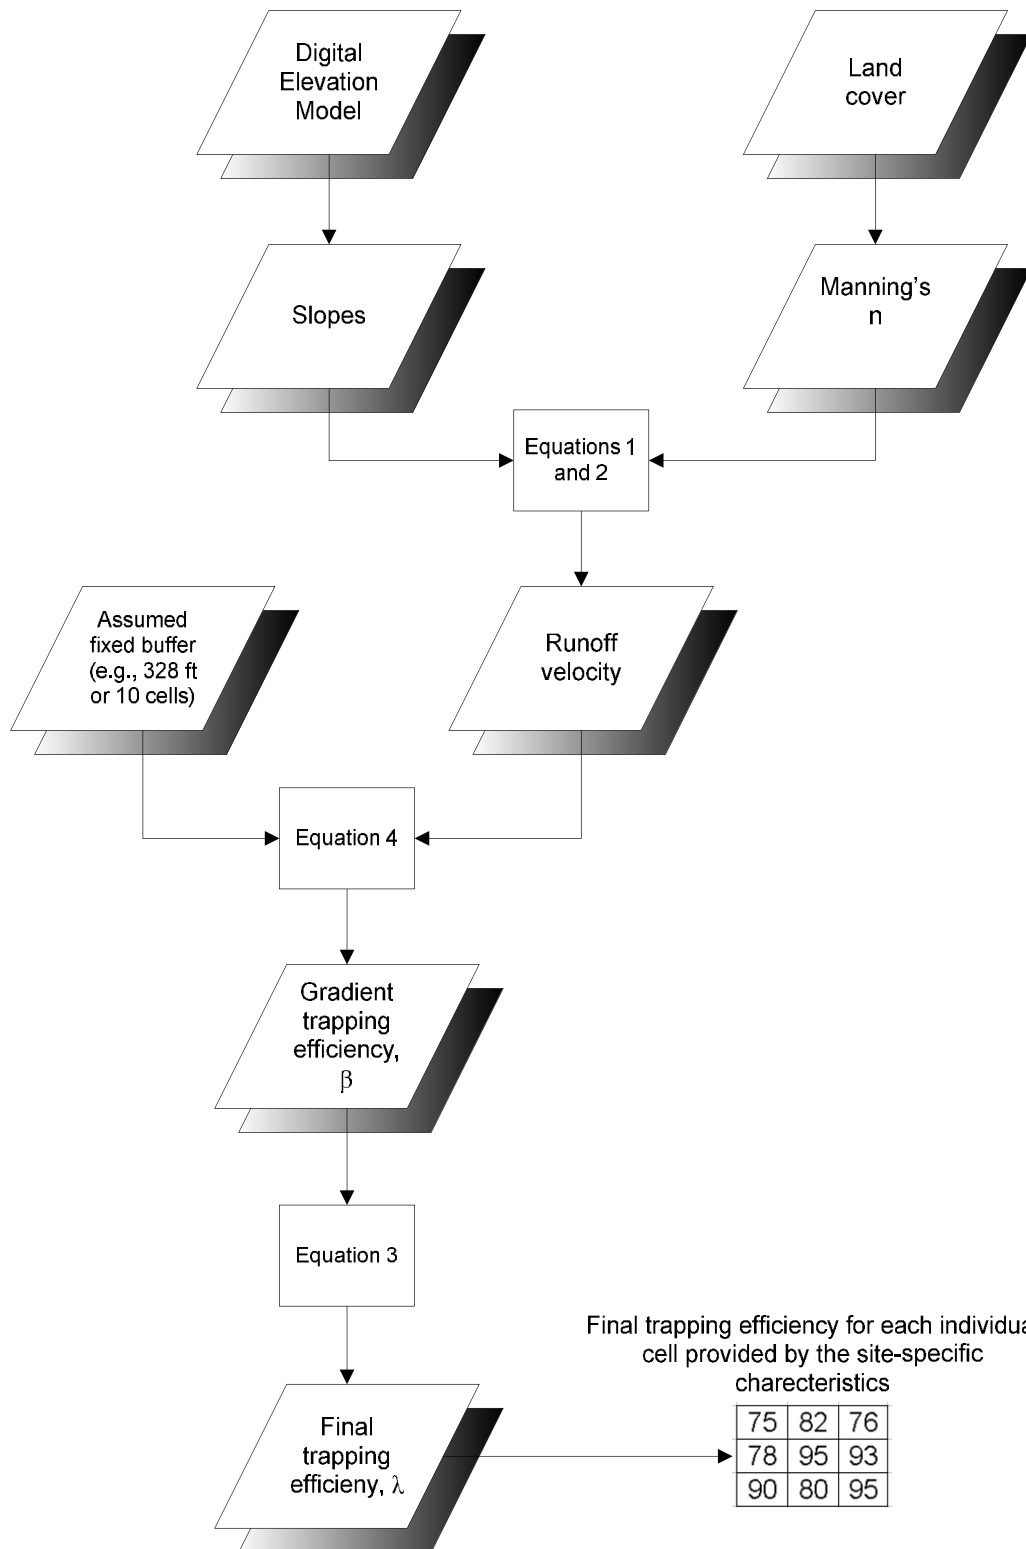 Digital
Elevation
Model
Land
cover
Slopes
Manning's
n
Equations 1
and 2
Assumed
fixed buffer
(e.g., 328 ft
or 10 cells)
Runoff
velocity
Equation 4
Gradient
trapping
efficiency,
β
Equation 3
Final trapping efficiency for each individua
cell provided by the site-specific
charecteristics
Final
trapping
efficieny, λ
75 82 76
78 95 93
90 80 95